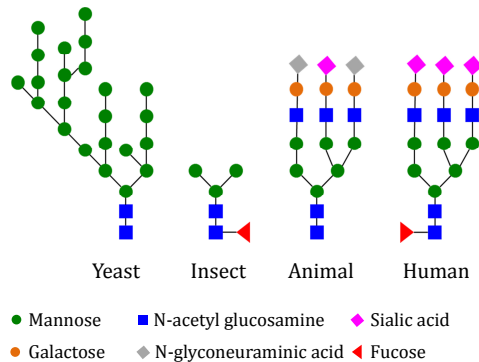 Yeast Insect Animal Human
Mannose N-acetyl glucosamine Sialic acid
Galactose N-glyconeuraminic acid Fucose